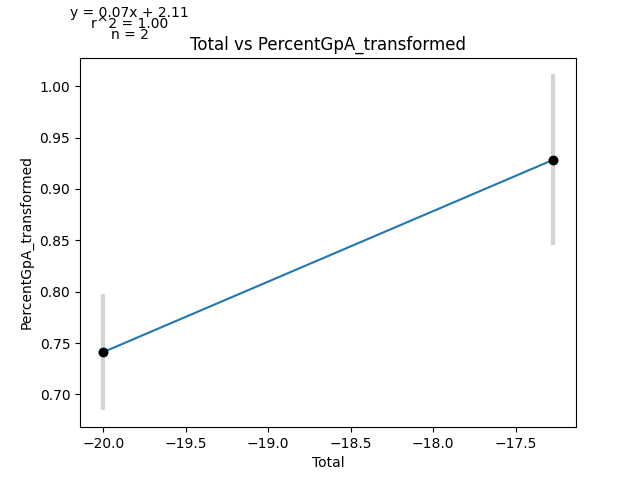 y = 0.07x + 2.11
r^2 = 1.00
n = 2
Total vs PercentGpA_transformed
1.00
0.95
0.90
0.85
0.80
0.75
0.70
PercentGpA_transformed
−20.0 −19.5 −19.0 −18.5 −18.0 −17.5
Total